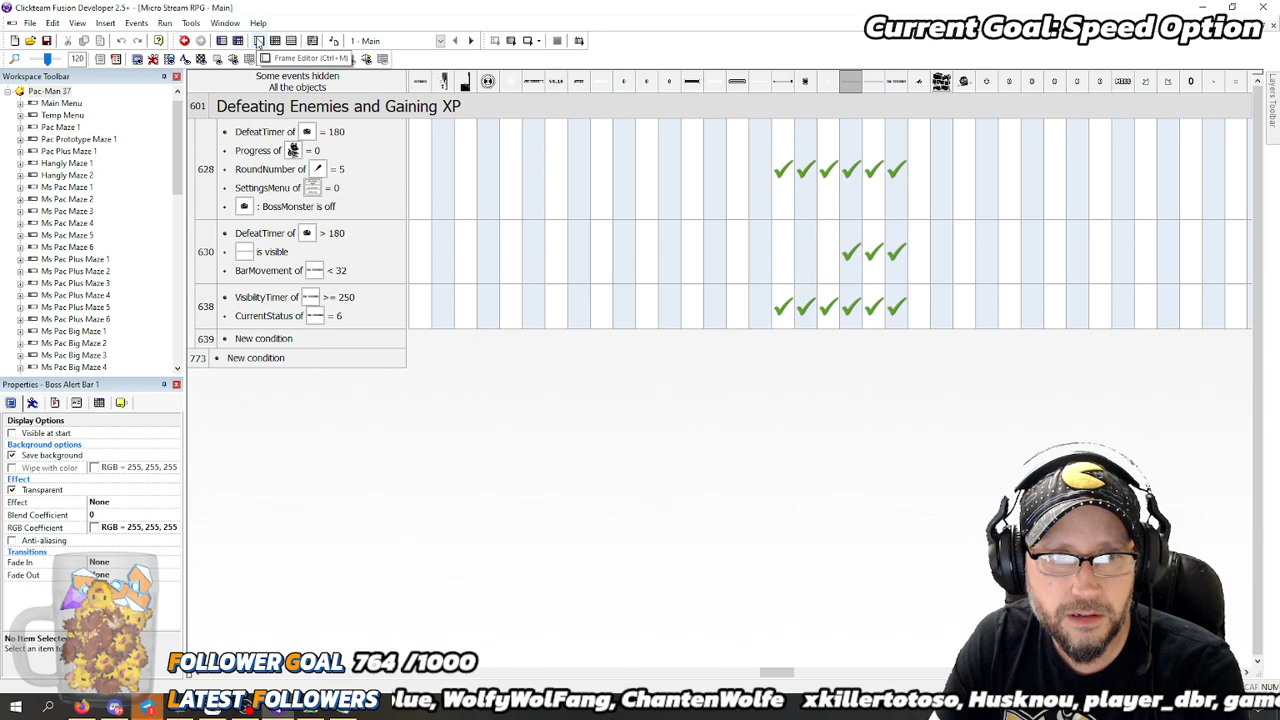 Clickteam Fusion Developer 2.5+ - [Micro Stream RPG - Main]
File Edit View Insert Events Run Tools Window Help
Current Goal: Speed Option
1 - Main
120
Frame Editor (Ctrl+M)
Workspace Toolbar
Pac-Man 37
Main Menu
Temp Menu
Pac Maze 1
Pac Prototype Maze 1
Pac Plus Maze 1
Hangly Maze 1
Hangly Maze 2
Ms Pac Maze 1
Ms Pac Maze 2
Ms Pac Maze 3
Ms Pac Maze 4
Ms Pac Maze 5
Ms Pac Maze 6
Ms Pac Plus Maze 1
Ms Pac Plus Maze 2
Ms Pac Plus Maze 3
Ms Pac Plus Maze 4
Ms Pac Plus Maze 5
Ms Pac Plus Maze 6
Ms Pac Big Maze 1
Ms Pac Big Maze 2
Ms Pac Big Maze 3
Ms Pac Big Maze 4
Some events hidden
All the objects
601 Defeating Enemies and Gaining XP
628
DefeatTimer of = 180
Progress of = 0
RoundNumber of = 5
SettingsMenu of = 0
: BossMonster is off
630
DefeatTimer of > 180
is visible
BarMovement of < 32
638
VisibilityTimer of >= 250
CurrentStatus of = 6
639 New condition
773 New condition
Layers Toolbar
Properties - Boss Alert Bar 1
Display Options
Visible at start
Background options
Save background
Wipe with color RGB = 255, 255, 255
Effect
Transparent
Effect None
Blend Coefficient 0
RGB Coefficient RGB = 255, 255, 255
Anti-aliasing
Transitions
Fade In None
Fade Out
No Item Selected
Select an item to
FOLLOWER GOAL 764 /1000
LATEST FOLLOWERS blue, WolfyWolFang, ChantenWolfe xkillertotoso, Husknou, player_dbr,
NUM